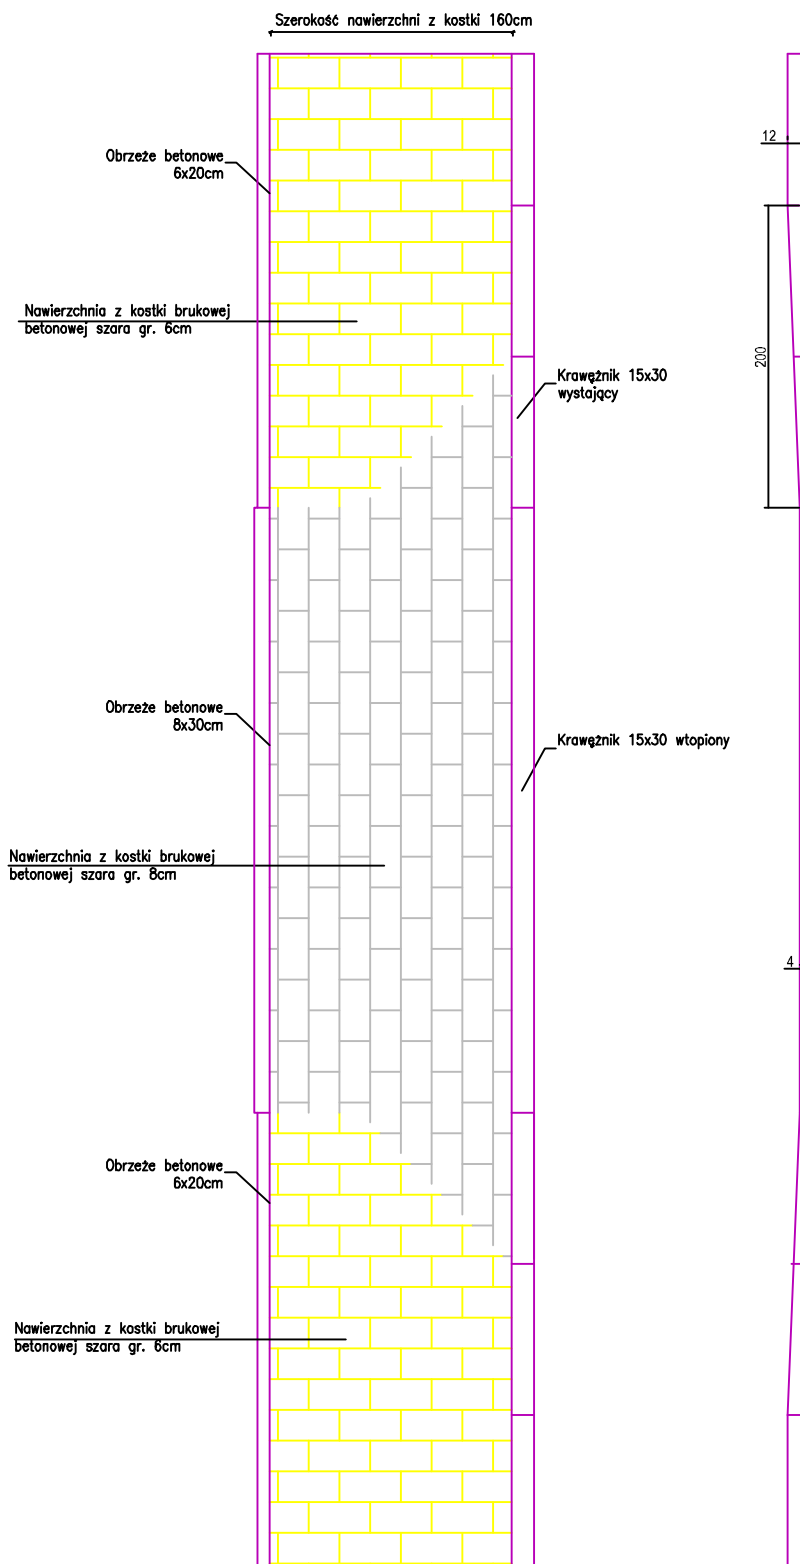 Szerokość nawierzchni z kostki 160cm
12
Obrzeże betonowe
6x20cm
Nawierzchnia z kostki brukowej
betonowej szara gr. 6cm
200
Krawężnik 15x30
wystający
Obrzeże betonowe
8x30cm
Krawężnik 15x30 wtopiony
Nawierzchnia z kostki brukowej
betonowej szara gr. 8cm
4
Obrzeże betonowe
6x20cm
Nawierzchnia z kostki brukowej
betonowej szara gr. 6cm